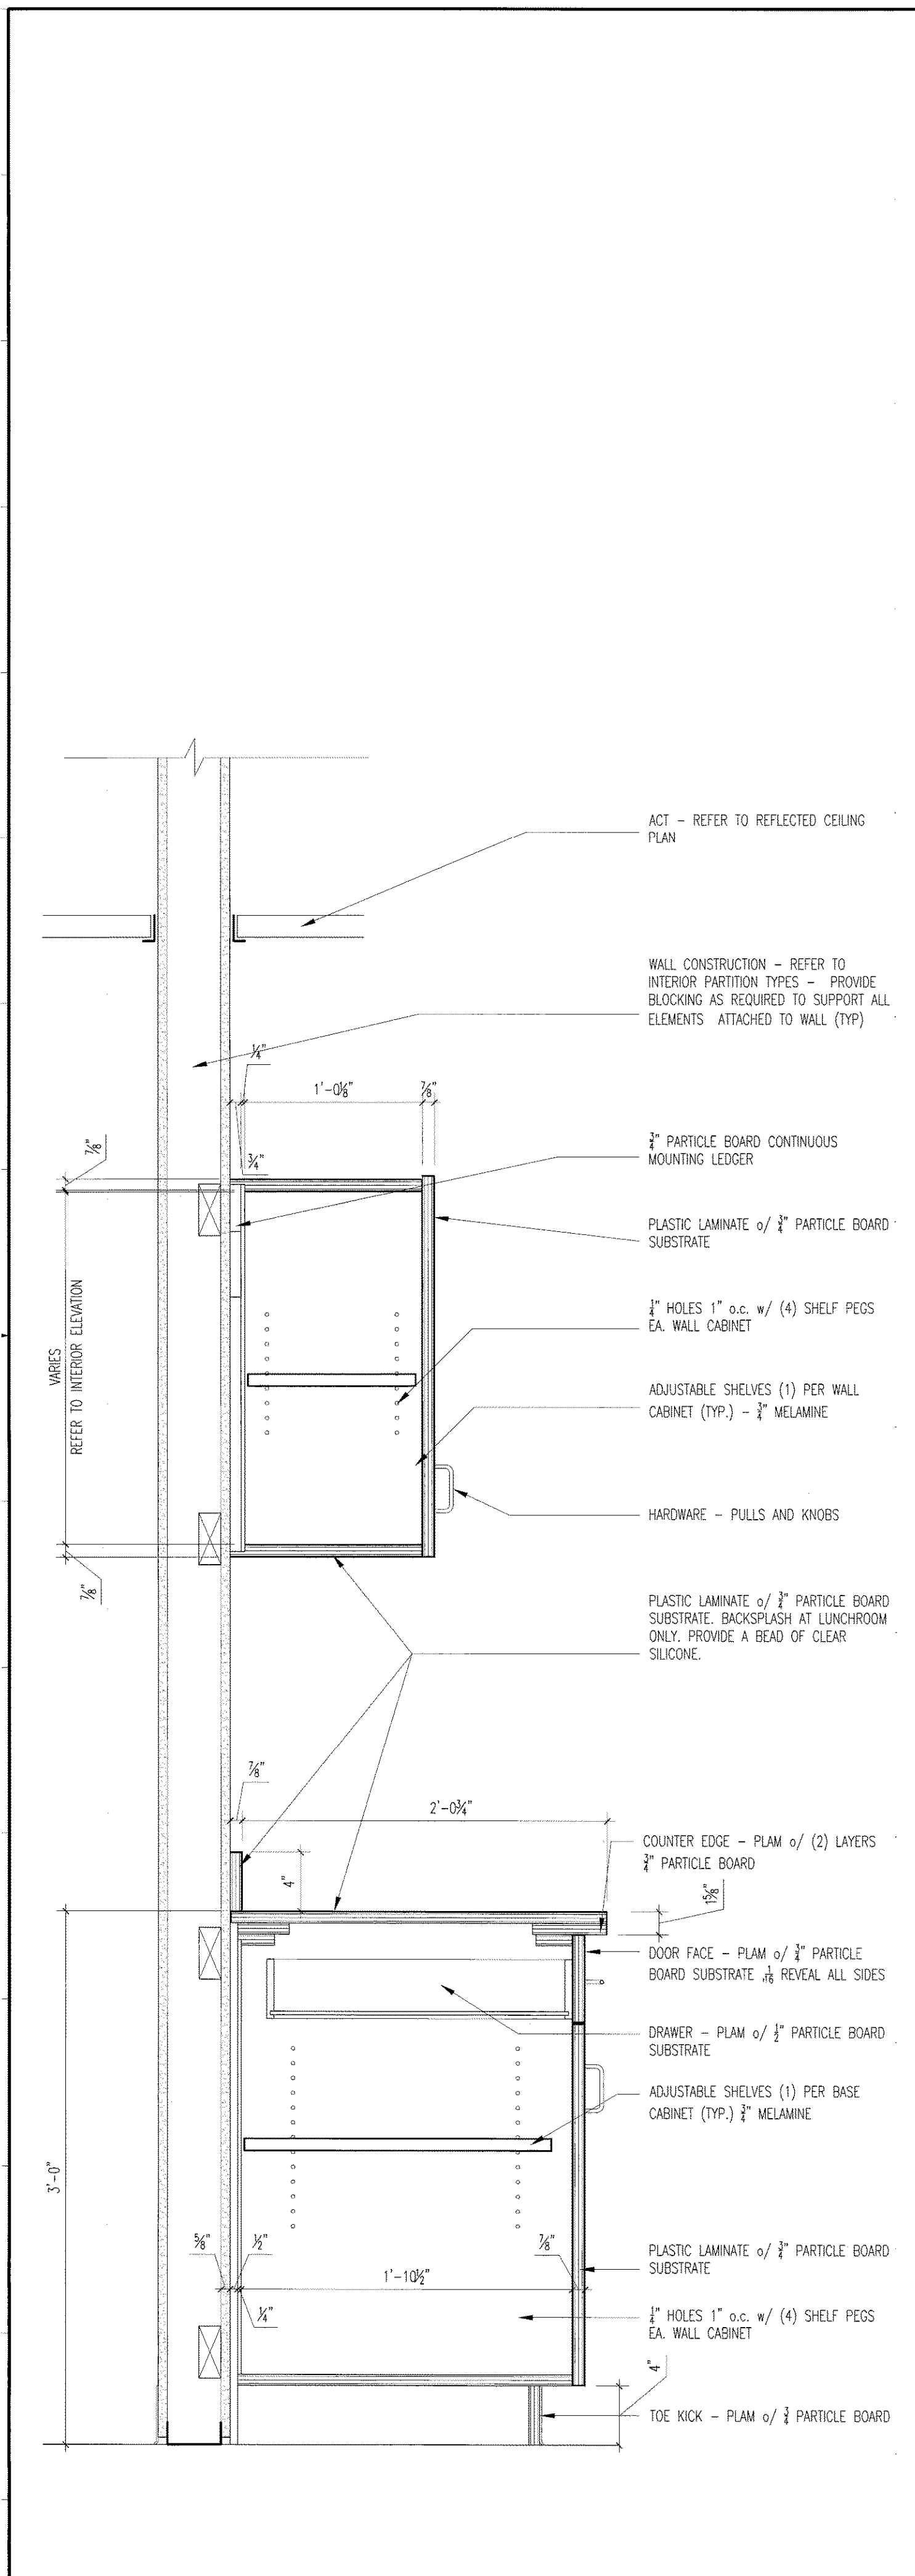 ACT – REFER TO REFLECTED CEILING
PLAN
WALL CONSTRUCTION – REFER TO
INTERIOR PARTITION TYPES – PROVIDE
BLOCKING AS REQUIRED TO SUPPORT ALL
ELEMENTS ATTACHED TO WALL (TYP)
1/4"
1'-0 1/8"
7/8"
7/8"
3/4"
3/4" PARTICLE BOARD CONTINUOUS
MOUNTING LEDGER
PLASTIC LAMINATE o/ 3/4" PARTICLE BOARD
SUBSTRATE
1/4" HOLES 1" o.c. w/ (4) SHELF PEGS
EA. WALL CABINET
VARIES
REFER TO INTERIOR ELEVATION
ADJUSTABLE SHELVES (1) PER WALL
CABINET (TYP.) – 3/4" MELAMINE
HARDWARE – PULLS AND KNOBS
7/8"
PLASTIC LAMINATE o/ 3/4" PARTICLE BOARD
SUBSTRATE. BACKSPLASH AT LUNCHROOM
ONLY. PROVIDE A BEAD OF CLEAR
SILICONE.
7/8"
2'-0 3/4"
COUNTER EDGE – PLAM o/ (2) LAYERS
3/4" PARTICLE BOARD
4"
1 5/8"
DOOR FACE – PLAM o/ 3/4" PARTICLE
BOARD SUBSTRATE 1/16 REVEAL ALL SIDES
DRAWER – PLAM o/ 1/2" PARTICLE BOARD
SUBSTRATE
ADJUSTABLE SHELVES (1) PER BASE
CABINET (TYP.) 3/4" MELAMINE
3'-0"
5/8"
1/2"
7/8"
1'-10 1/2"
1/4"
PLASTIC LAMINATE o/ 3/4" PARTICLE BOARD
SUBSTRATE
1/4" HOLES 1" o.c. w/ (4) SHELF PEGS
EA. WALL CABINET
4"
TOE KICK – PLAM o/ 3/4 PARTICLE BOARD